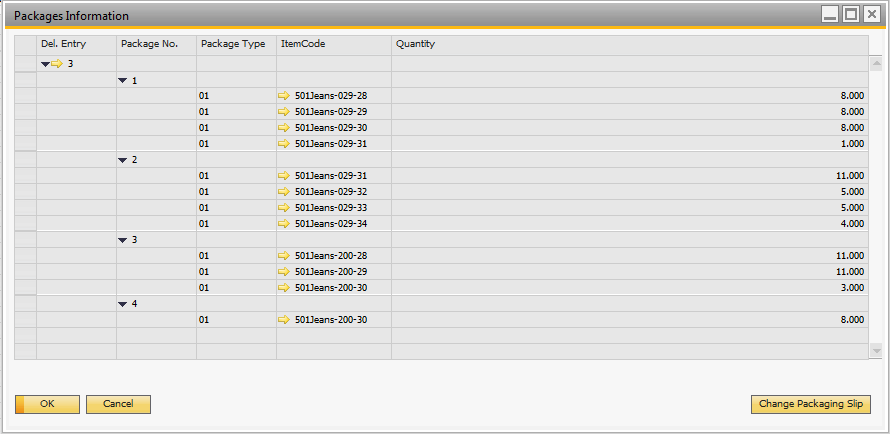 Packages Information
Del. Entry Package No. Package Type ItemCode Quantity
3
1
01 501Jeans-029-28 8.000
01 501Jeans-029-29 8.000
01 501Jeans-029-30 8.000
01 501Jeans-029-31 1.000
2
01 501Jeans-029-31 11.000
01 501Jeans-029-32 5.000
01 501Jeans-029-33 5.000
01 501Jeans-029-34 4.000
3
01 501Jeans-200-28 11.000
01 501Jeans-200-29 11.000
01 501Jeans-200-30 3.000
4
01 501Jeans-200-30 8.000
OK Cancel Change Packaging Slip